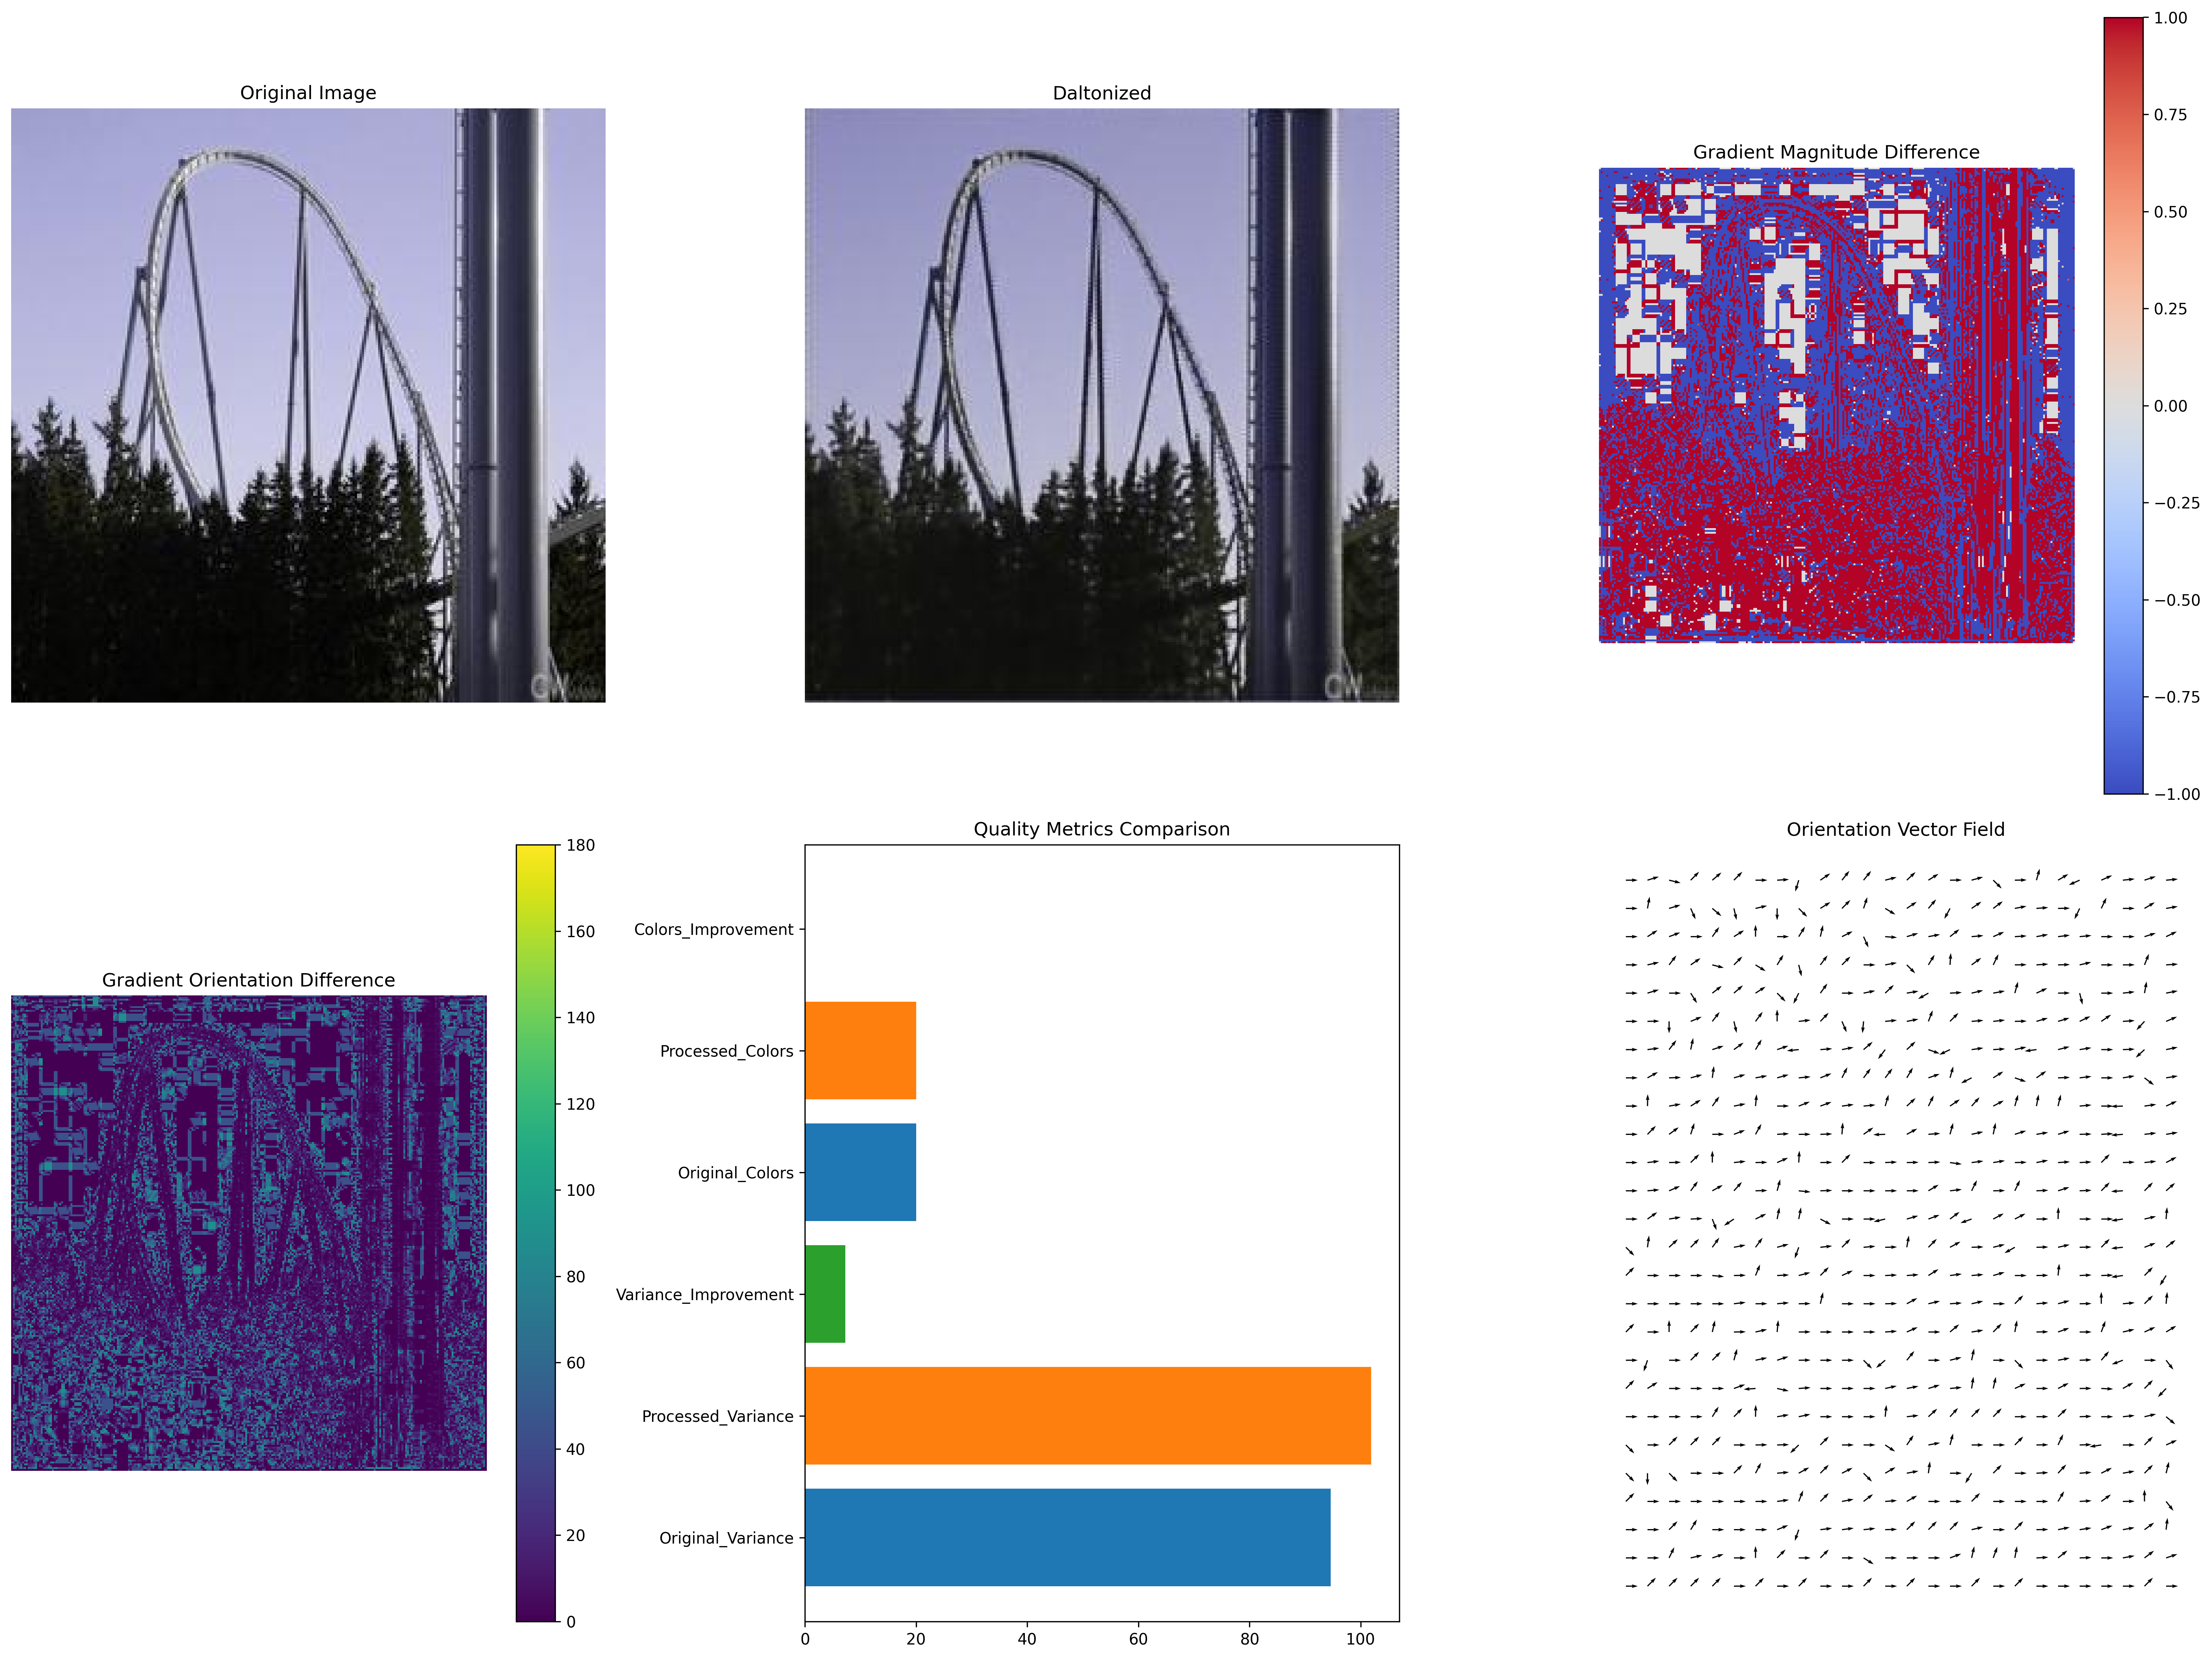 Original Image
Daltonized
Gradient Magnitude Difference
1.00
0.75
0.50
0.25
0.00
−0.25
−0.50
−0.75
−1.00
Gradient Orientation Difference
180
160
140
120
100
80
60
40
20
0
Quality Metrics Comparison
Colors_Improvement
Processed_Colors
Original_Colors
Variance_Improvement
Processed_Variance
Original_Variance
0 20 40 60 80 100
Orientation Vector Field